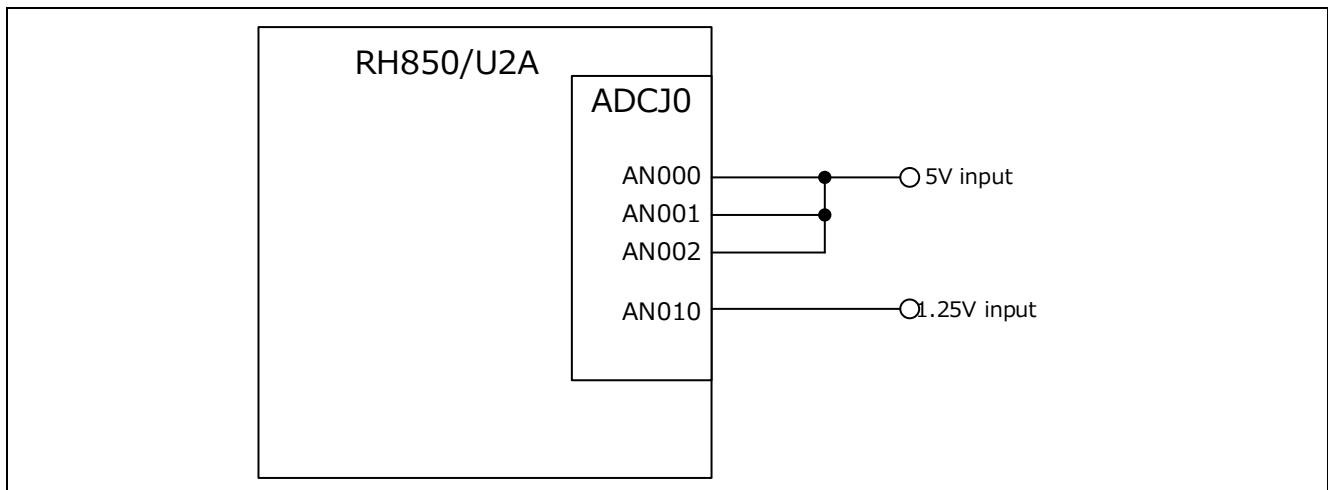 RH850/U2A
ADCJ0
AN000
5V input
AN001
AN002
AN010
1.25V input